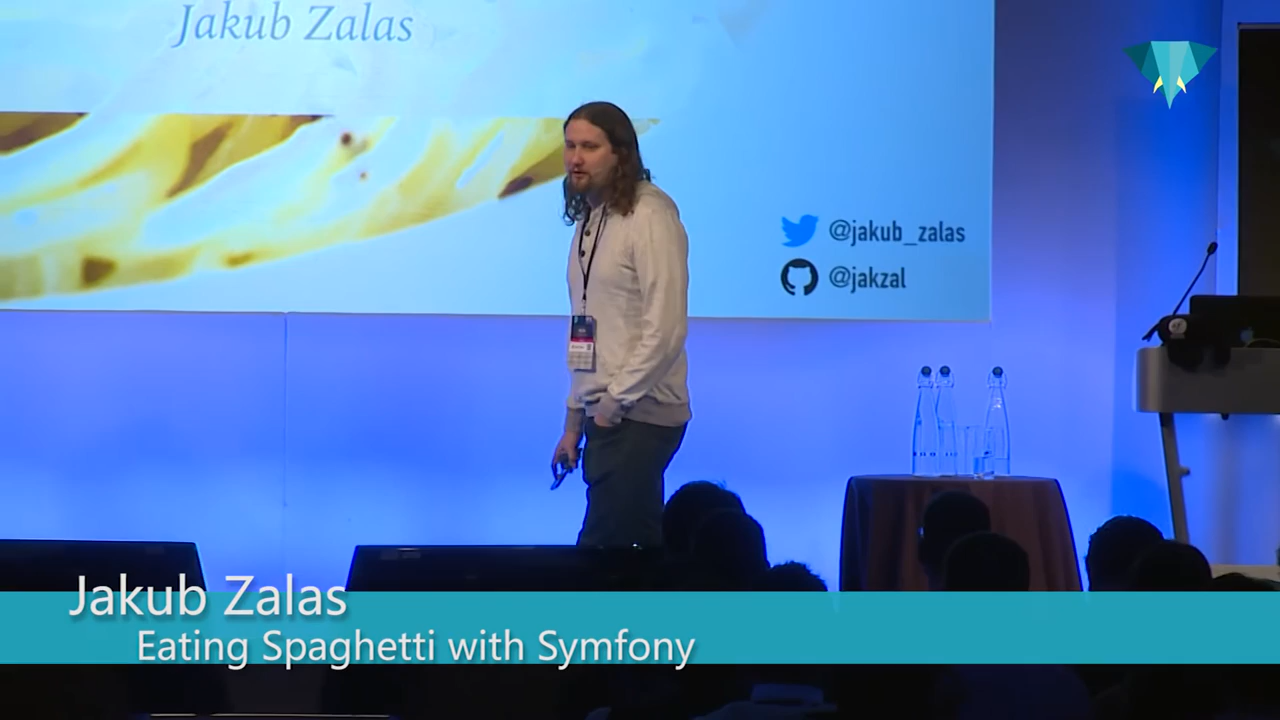 Jakub Zalas
@jakub_zalas
@jakzal
Jakub Zalas
Eating Spaghetti with Symfony